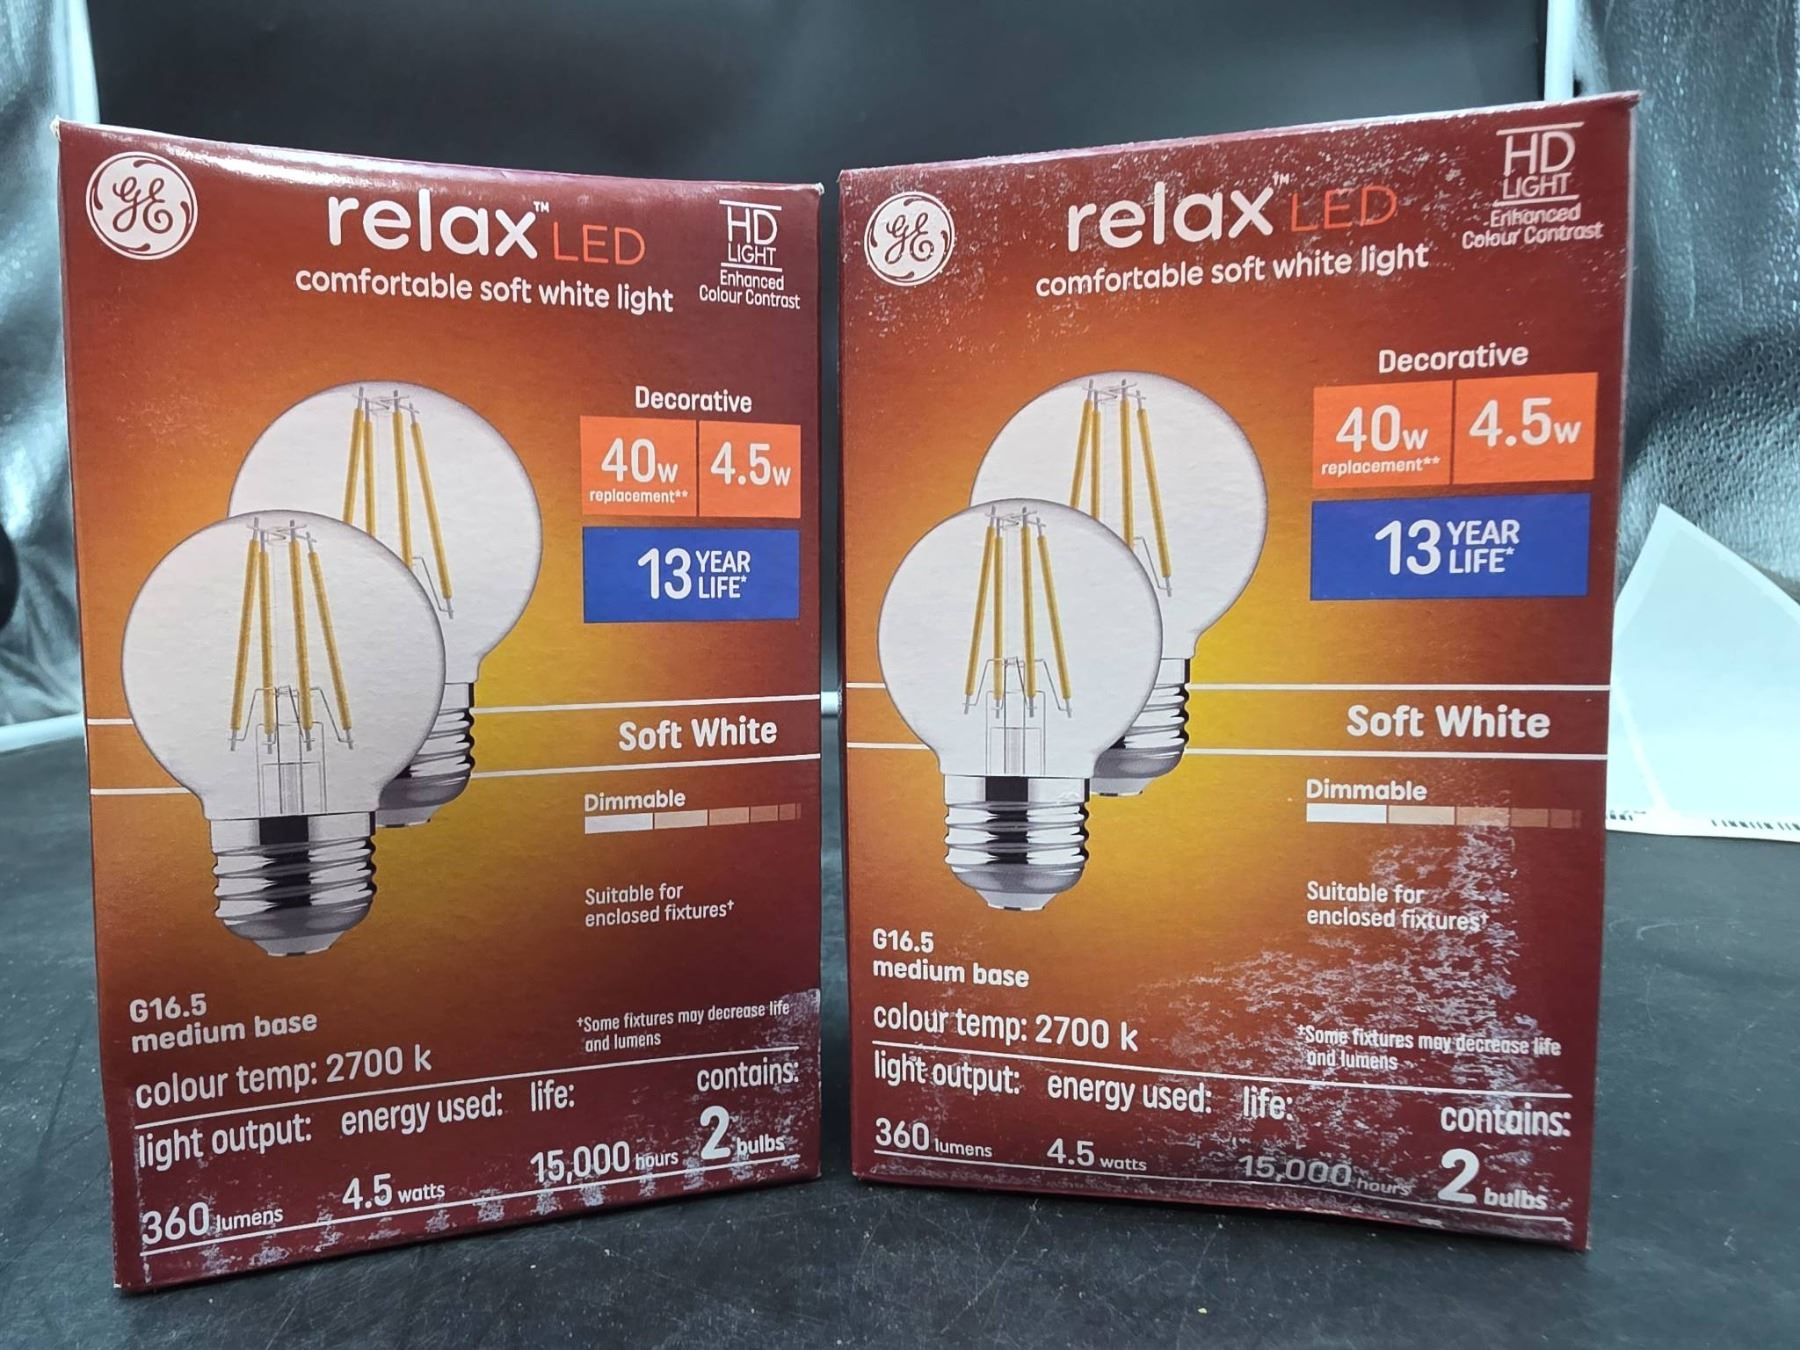 GE
relax™ LED
comfortable soft white light
HD
LIGHT
Enhanced
Colour Contrast
Decorative
40w
replacement**
4.5w
13 YEAR
LIFE*
Soft White
Dimmable
Suitable for
enclosed fixtures†
G16.5
medium base
†Some fixtures may decrease life
and lumens
colour temp: 2700 k
light output: energy used: life: contains:
360 lumens 4.5 watts 15,000 hours 2 bulbs
GE
relax™ LED
comfortable soft white light
HD
LIGHT
Enhanced
Colour Contrast
Decorative
40w
replacement**
4.5w
13 YEAR
LIFE*
Soft White
Dimmable
Suitable for
enclosed fixtures†
G16.5
medium base
colour temp: 2700 k
†Some fixtures may decrease life
and lumens
light output: energy used: life: contains:
360 lumens 4.5 watts 15,000 hours 2 bulbs